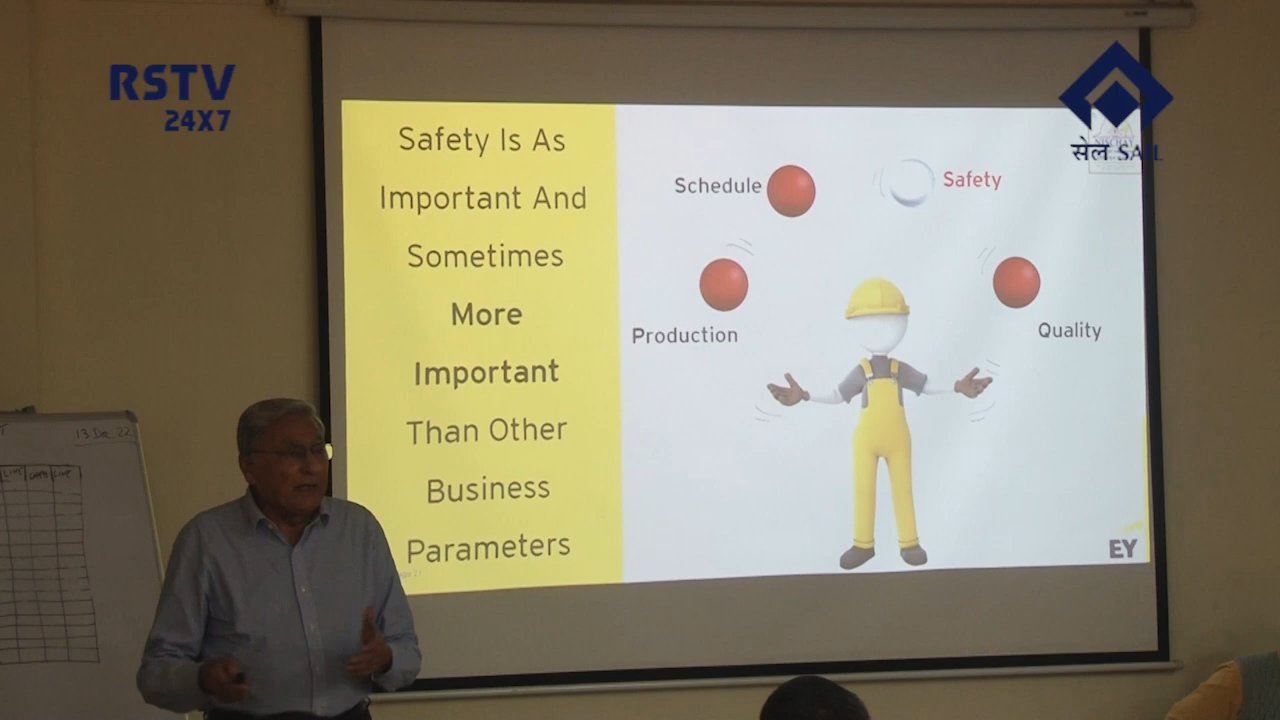 RSTV
24X7
सेल SAIL
Safety Is As
Important And
Sometimes
More
Important
Than Other
Business
Parameters
Schedule
Safety
Production
Quality
EY
13 Dec 22